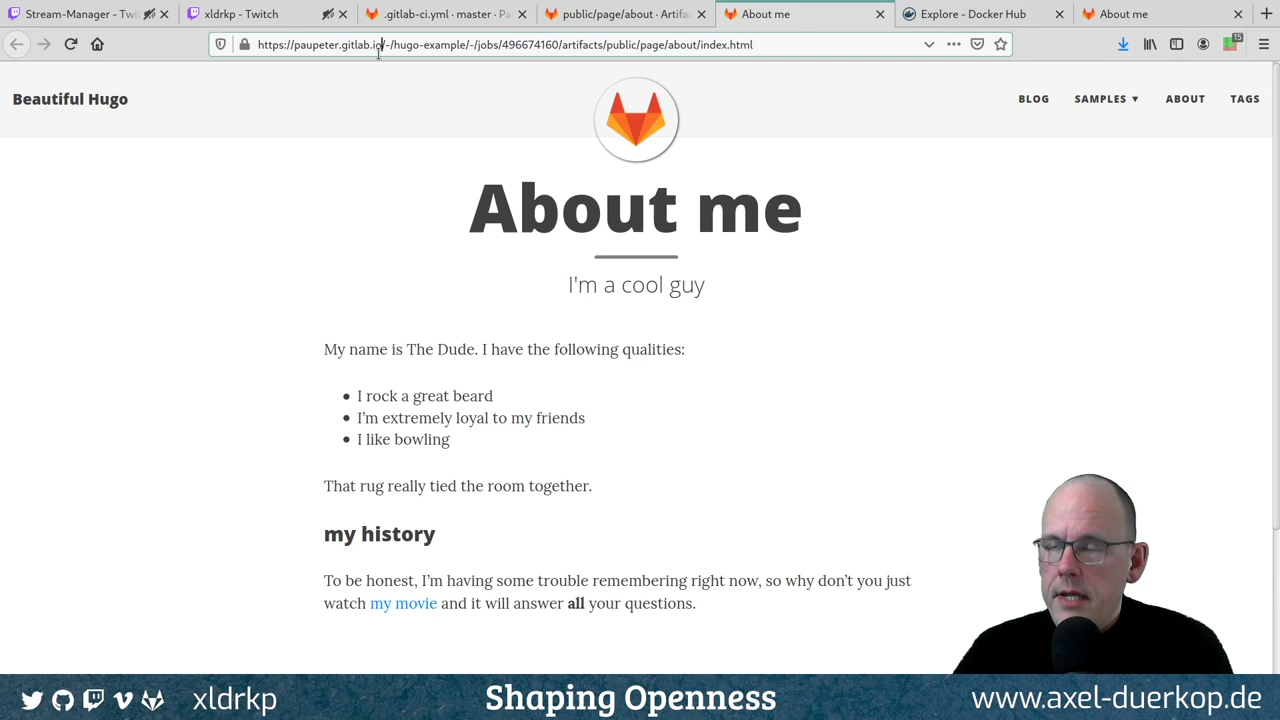 Stream-Manager - Twit
xldrkp - Twitch
.gitlab-ci.yml · master · Pa
public/page/about · Artifa
About me
Explore - Docker Hub
About me
https://paupeter.gitlab.io/-/hugo-example/-/jobs/496674160/artifacts/public/page/about/index.html
15
Beautiful Hugo
BLOG
SAMPLES ▼
ABOUT
TAGS
About me
I'm a cool guy
My name is The Dude. I have the following qualities:
• I rock a great beard
• I’m extremely loyal to my friends
• I like bowling
That rug really tied the room together.
my history
To be honest, I’m having some trouble remembering right now, so why don’t you just
watch my movie and it will answer all your questions.
xldrkp
Shaping Openness
www.axel-duerkop.de